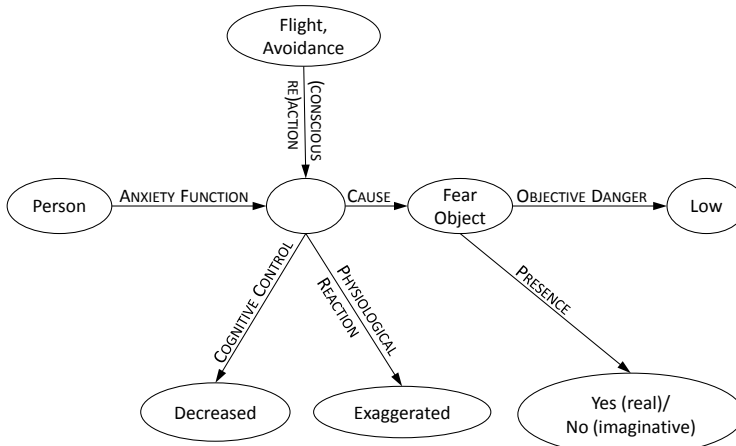 Flight,
Avoidance
(CONSCIOUS
RE)ACTION
Person
ANXIETY FUNCTION
CAUSE
Fear
Object
OBJECTIVE DANGER
Low
COGNITIVE CONTROL
PHYSIOLOGICAL
REACTION
PRESENCE
Decreased
Exaggerated
Yes (real)/
No (imaginative)